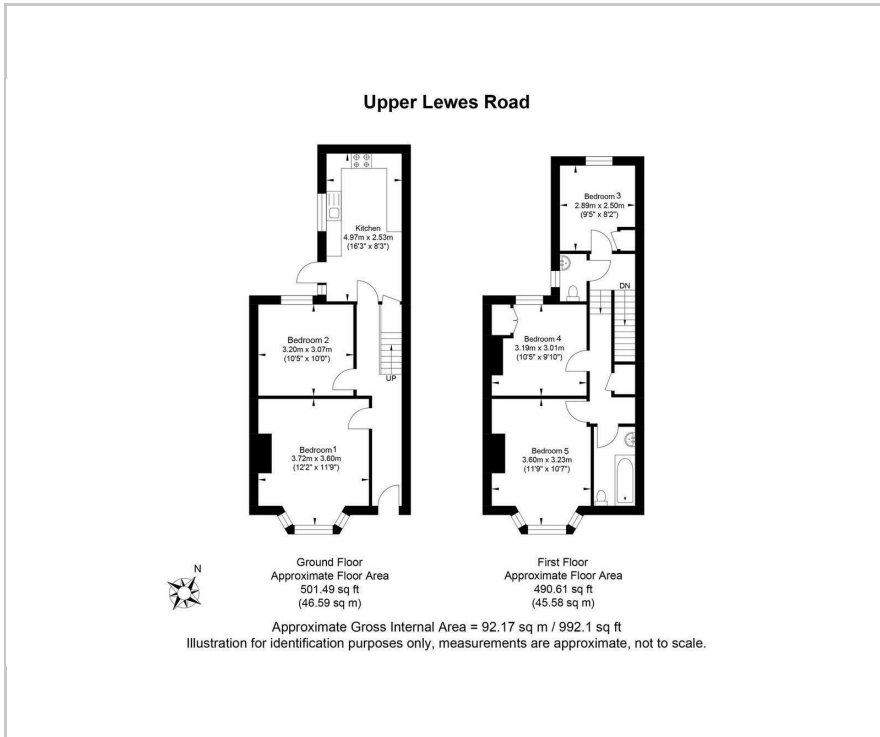 Upper Lewes Road
Kitchen
4.97m x 2.53m
(16'3" x 8'3")
Bedroom 2
3.20m x 3.07m
(10'5" x 10'0")
UP
Bedroom 1
3.72m x 3.60m
(12'2" x 11'9")
Ground Floor
Approximate Floor Area
501.49 sq ft
(46.59 sq m)
Bedroom 3
2.89m x 2.50m
(9'5" x 8'2")
DN
Bedroom 4
3.19m x 3.01m
(10'5" x 9'10")
Bedroom 5
3.60m x 3.23m
(11'9" x 10'7")
First Floor
Approximate Floor Area
490.61 sq ft
(45.58 sq m)
N
Approximate Gross Internal Area = 92.17 sq m / 992.1 sq ft
Illustration for identification purposes only, measurements are approximate, not to scale.